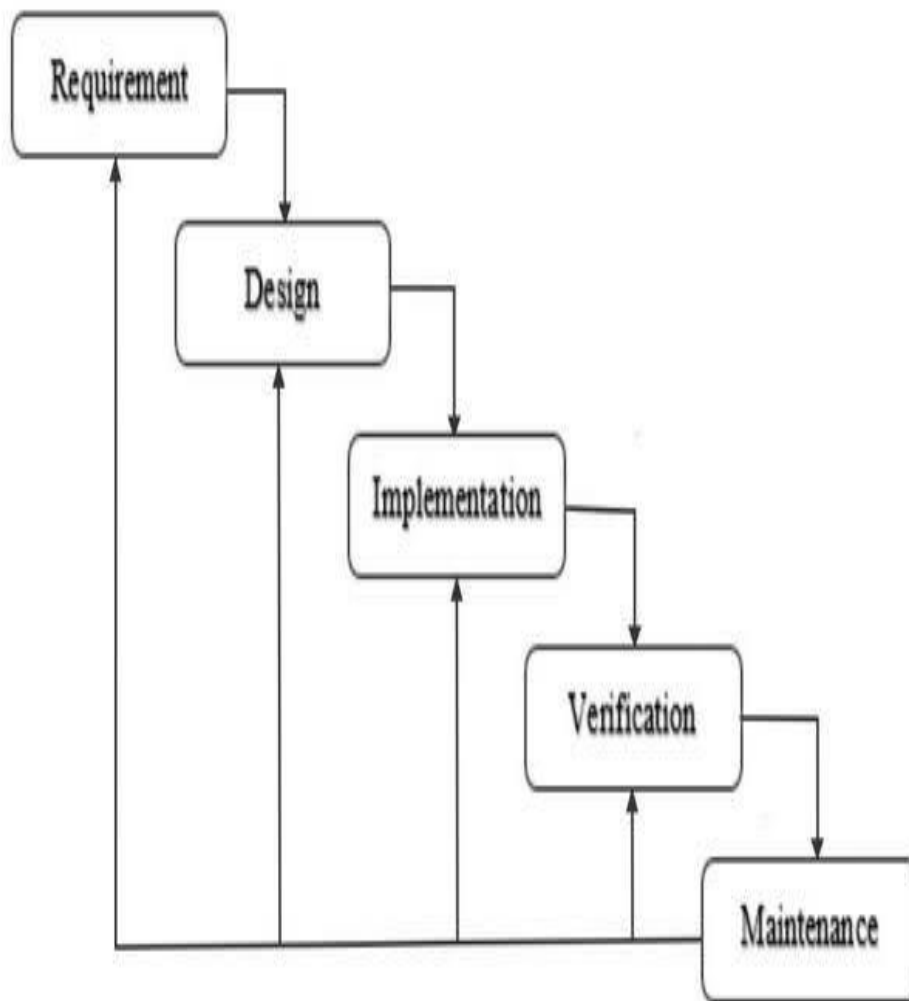 Requirement
Design
Implementation
Verification
Maintenance